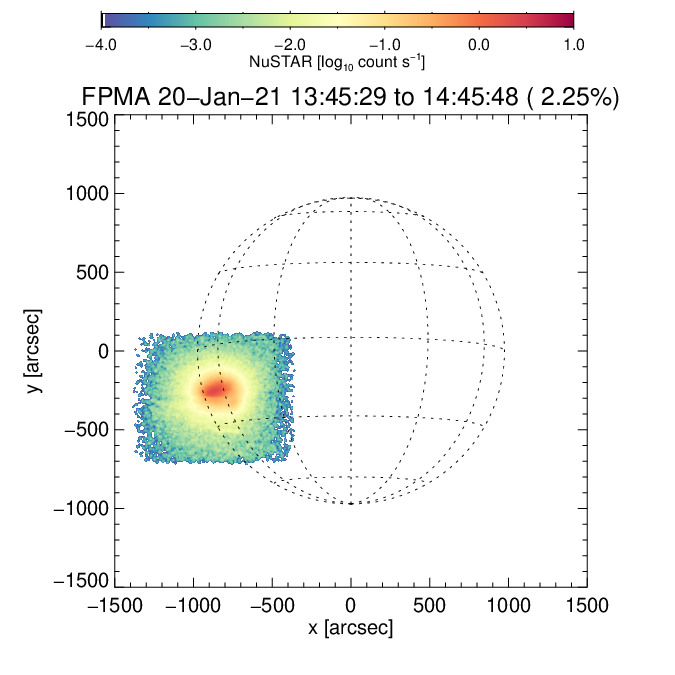 −4.0 −3.0 −2.0 −1.0 0.0 1.0
NuSTAR [log₁₀ count s⁻¹]
FPMA 20−Jan−21 13:45:29 to 14:45:48 ( 2.25%)
1500
1000
500
0
−500
−1000
−1500
y [arcsec]
−1500 −1000 −500 0 500 1000 1500
x [arcsec]